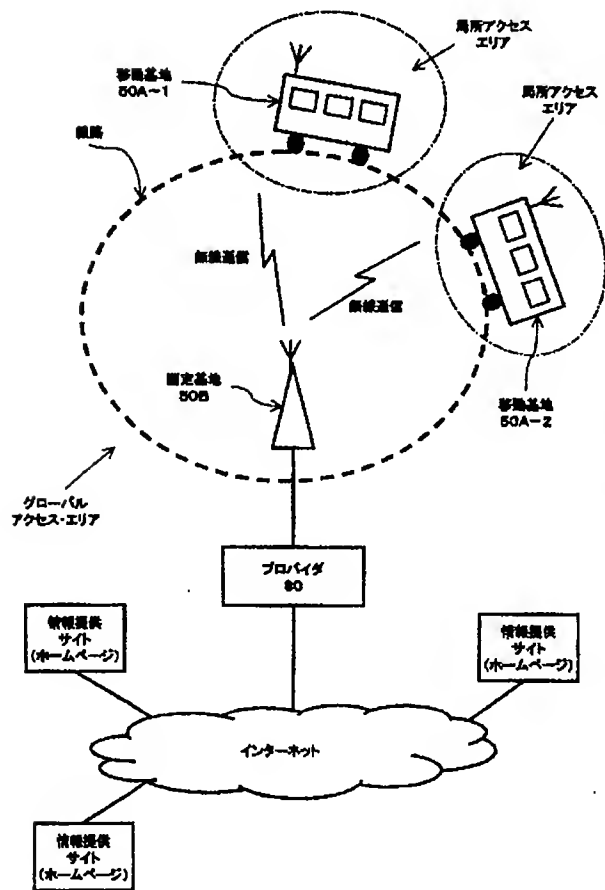 局所アクセス
エリア
移動基地
50A-1
局所アクセス
エリア
線路
無線通信
無線通信
固定基地
50B
移動基地
50A-2
グローバル
アクセス・エリア
プロバイダ
80
情報提供
サイト
(ホームページ)
情報提供
サイト
(ホームページ)
インターネット
情報提供
サイト
(ホームページ)